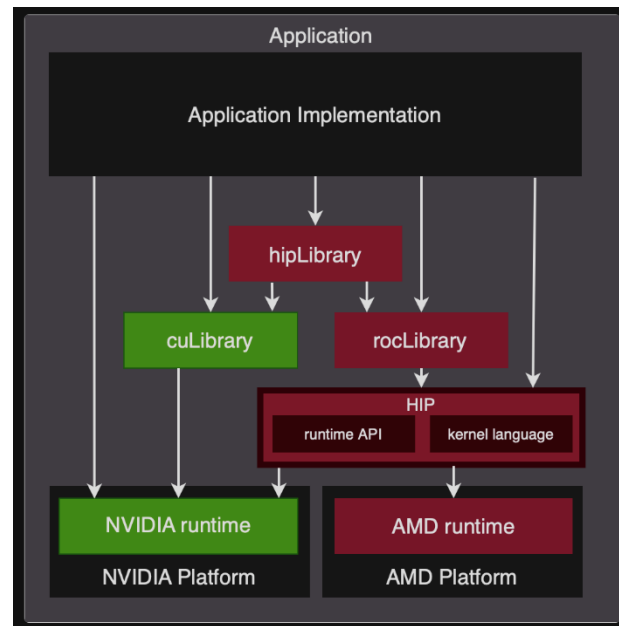 Application
Application Implementation
hipLibrary
cuLibrary
rocLibrary
HIP
runtime API
kernel language
NVIDIA runtime
AMD runtime
NVIDIA Platform
AMD Platform